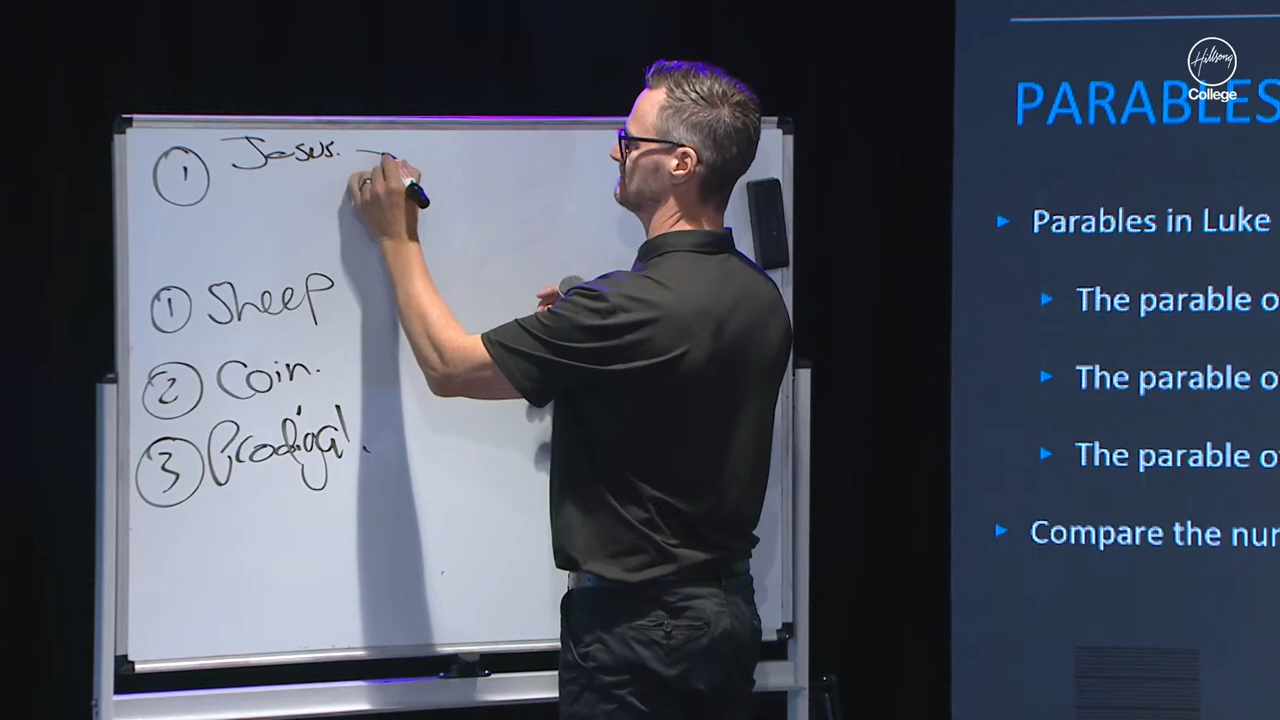 ① Jesus.
① Sheep
② Coin.
③ Prodigal.
Hillsong
College
PARABLES
Parables in Luke
The parable o
The parable o
The parable o
Compare the nu